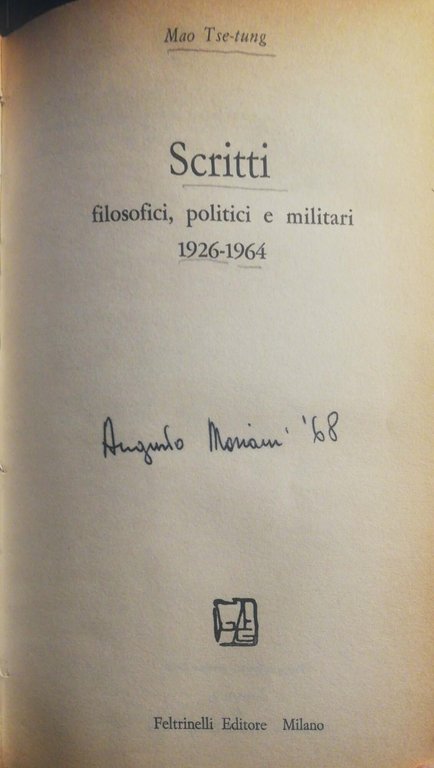 Mao Tse-tung
Scritti
filosofici, politici e militari
1926-1964
Augusto '68
Feltrinelli Editore Milano